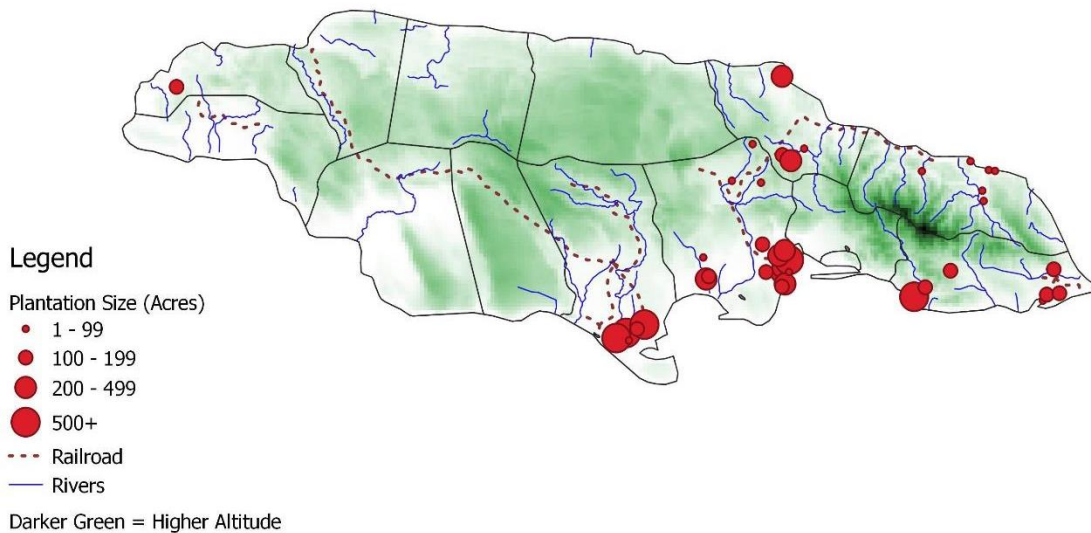 Legend
Plantation Size (Acres)
1 - 99
100 - 199
200 - 499
500+
Railroad
Rivers
Darker Green = Higher Altitude